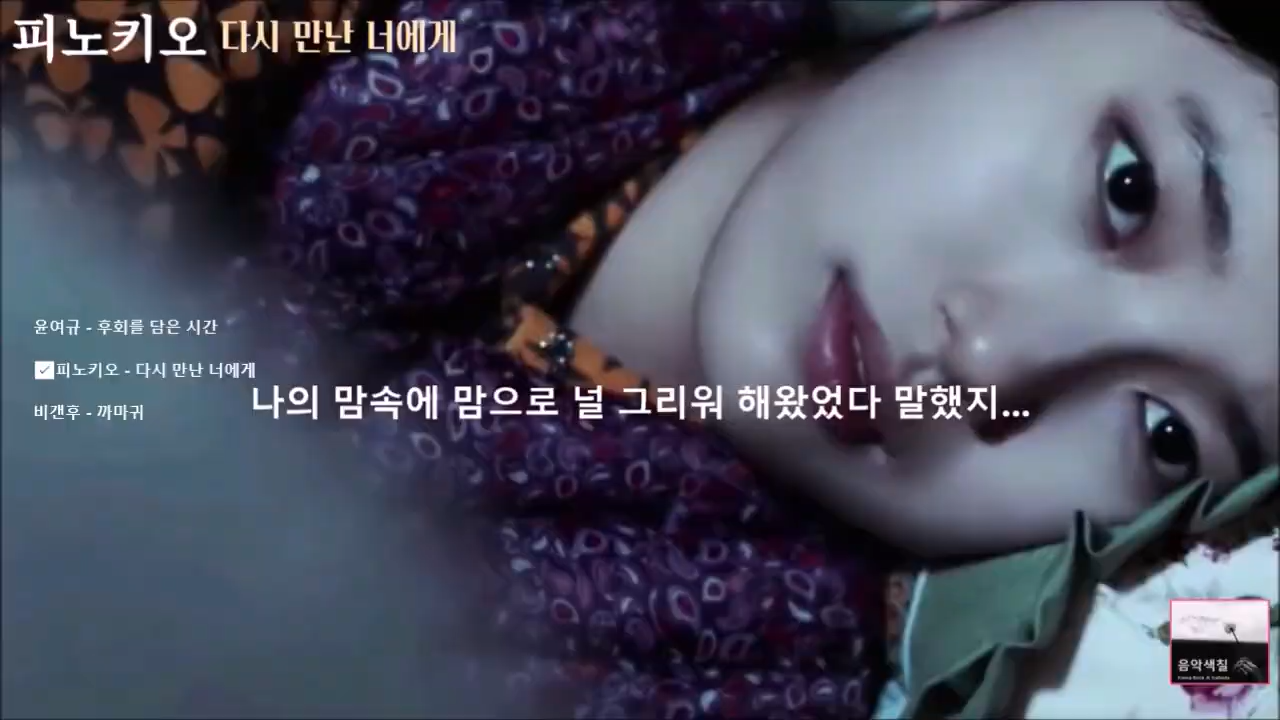 피노키오 다시 만난 너에게
윤여규 - 후회를 담은 시간
피노키오 - 다시 만난 너에게
비갠후 - 까마귀
나의 맘속에 맘으로 널 그리워 해왔었다 말했지...
음악색칠